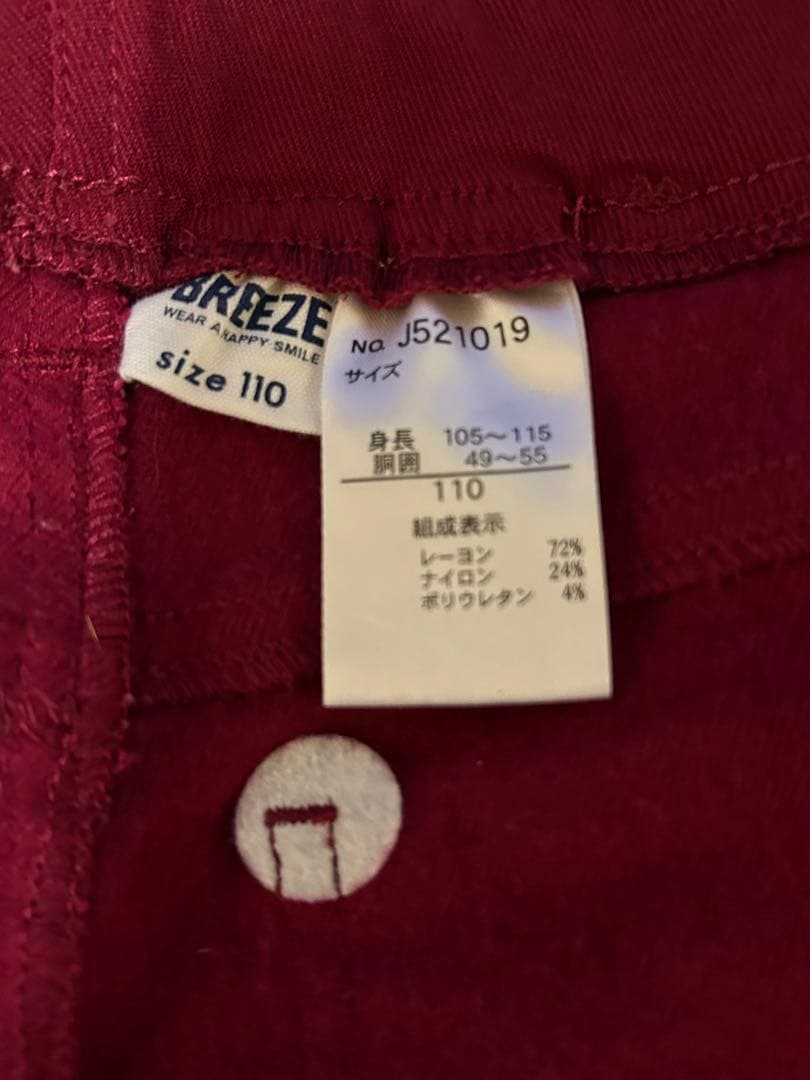 BREEZE
WEAR A HAPPY SMILE
size 110
No. J521019
サイズ
身長 105～115
胴囲 49～55
110
組成表示
レーヨン 72%
ナイロン 24%
ポリウレタン 4%